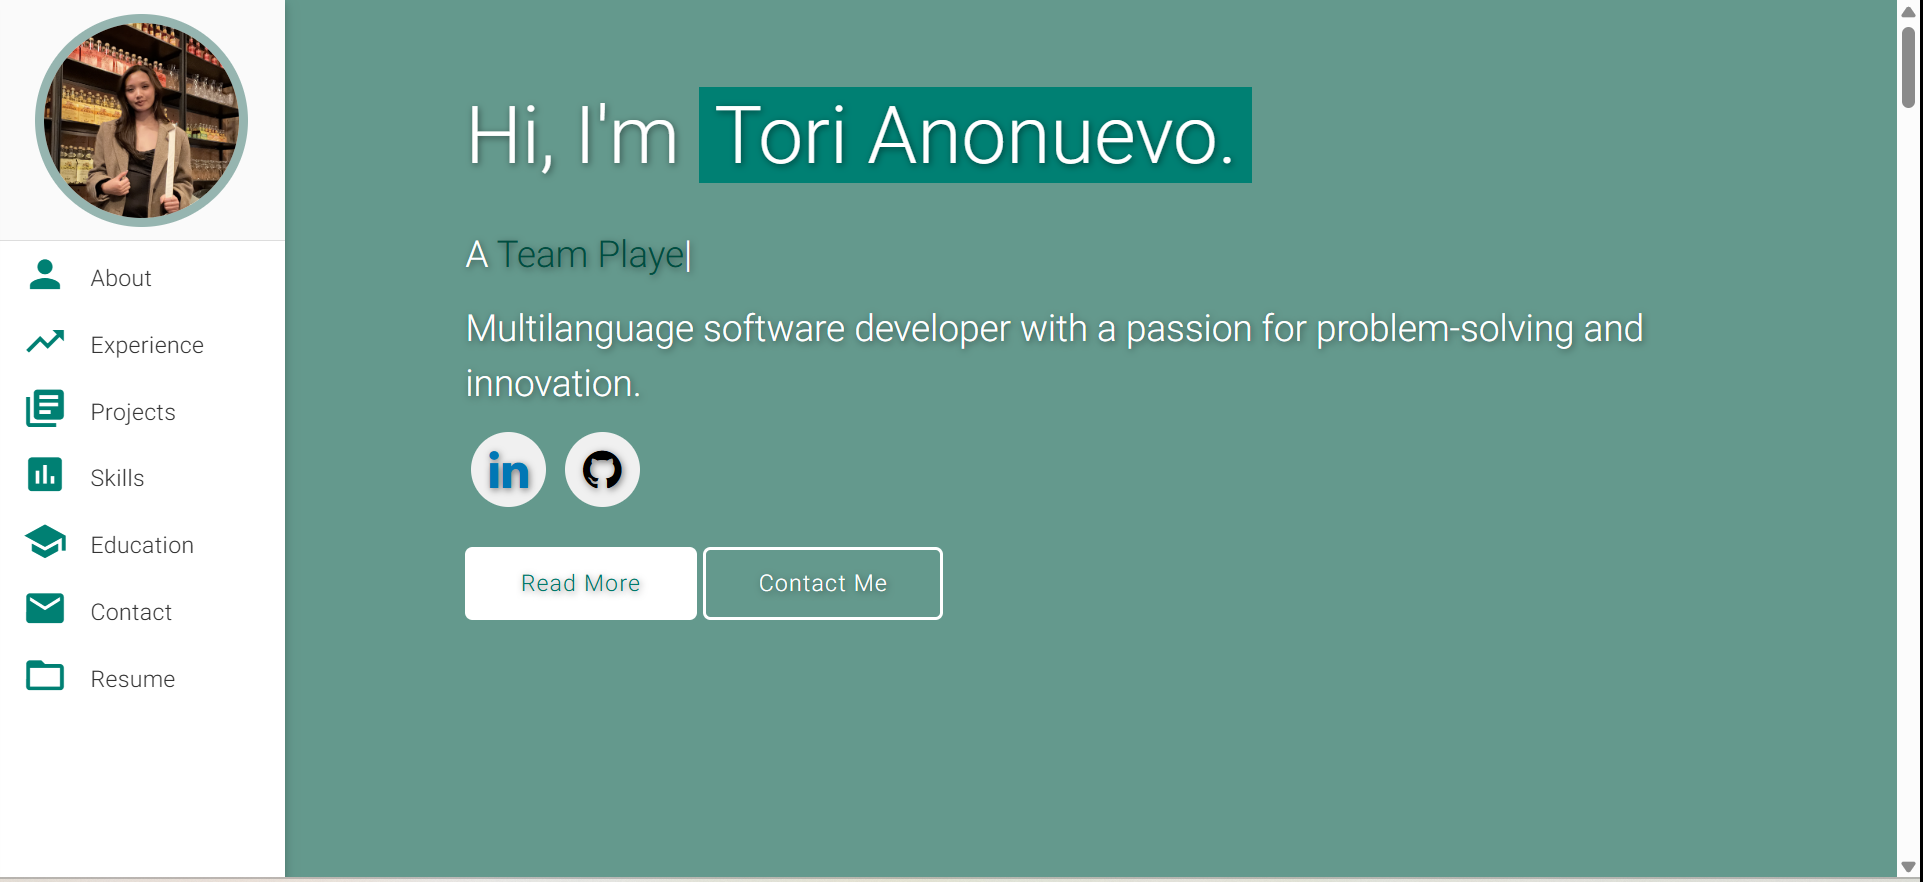 About
Experience
Projects
Skills
Education
Contact
Resume
Hi, I'm Tori Anonuevo.
A Team Playe|
Multilanguage software developer with a passion for problem-solving and
innovation.
in
Read More
Contact Me